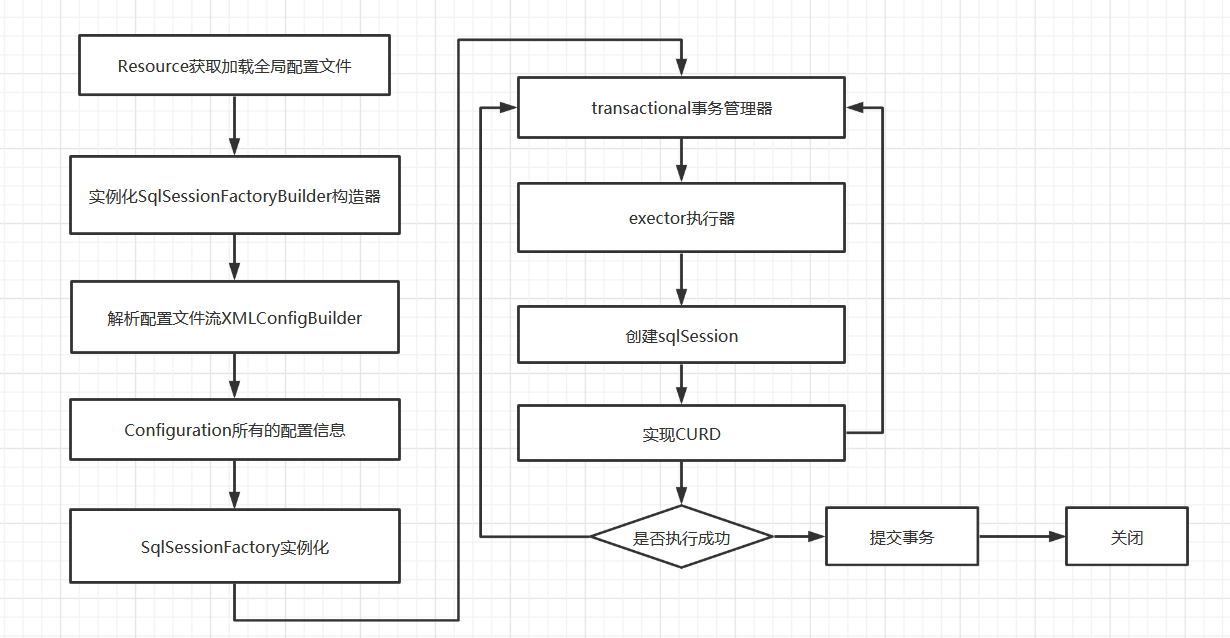 Resource获取加载全局配置文件
实例化SqlSessionFactoryBuilder构造器
解析配置文件流XMLConfigBuilder
Configuration所有的配置信息
SqlSessionFactory实例化
transactional事务管理器
exector执行器
创建sqlSession
实现CURD
是否执行成功
提交事务
关闭